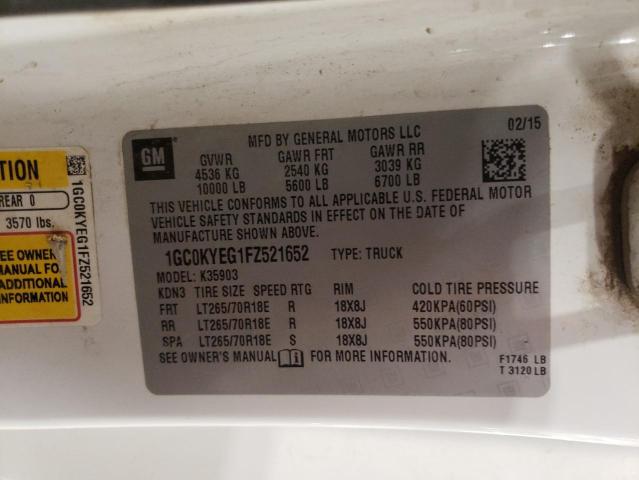 TION
REAR 0
3570 lbs.
SEE OWNER
MANUAL FO
ADDITIONAL
INFORMATION
1GC0KYEG1FZ521652
GM
MFD BY GENERAL MOTORS LLC
02/15
GVWR GAWR FRT GAWR RR
4536 KG 2540 KG 3039 KG
10000 LB 5600 LB 6700 LB
THIS VEHICLE CONFORMS TO ALL APPLICABLE U.S. FEDERAL MOTOR
VEHICLE SAFETY STANDARDS IN EFFECT ON THE DATE OF
MANUFACTURE SHOWN ABOVE.
1GC0KYEG1FZ521652 TYPE: TRUCK
MODEL: K35903
KDN3 TIRE SIZE SPEED RTG RIM COLD TIRE PRESSURE
FRT LT265/70R18E R 18X8J 420KPA(60PSI)
RR LT265/70R18E R 18X8J 550KPA(80PSI)
SPA LT265/70R18E S 18X8J 550KPA(80PSI)
SEE OWNER'S MANUAL FOR MORE INFORMATION.
F1746 LB
T 3120 LB